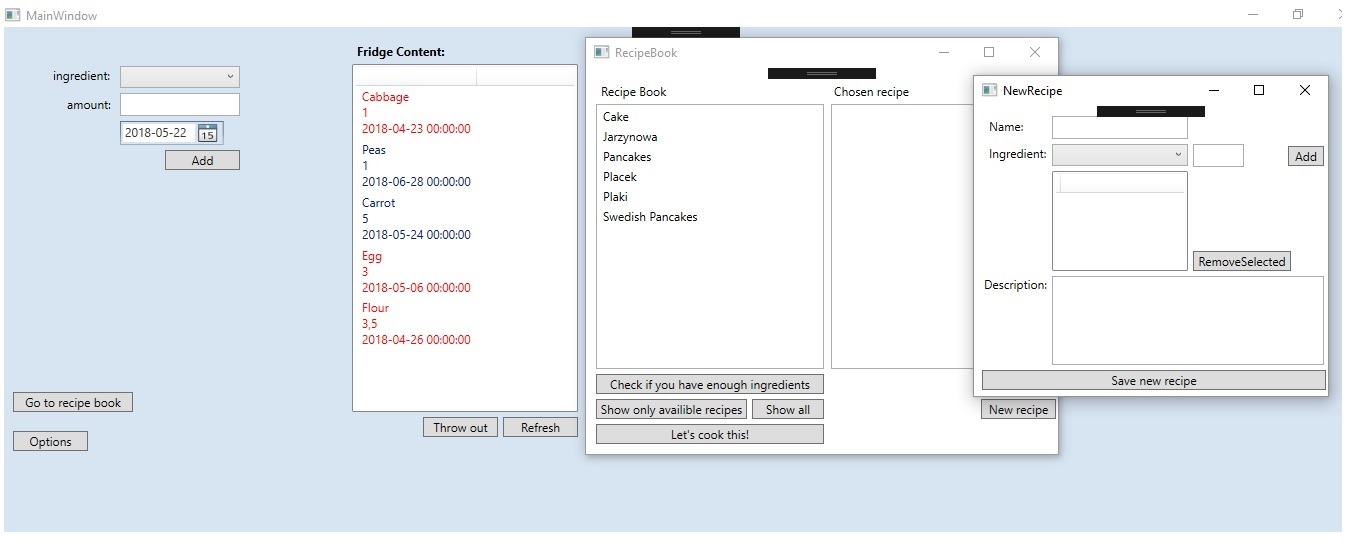 MainWindow
ingredient:
amount:
2018-05-22
15
Add
Go to recipe book
Options
Fridge Content:
Cabbage
1
2018-04-23 00:00:00
Peas
1
2018-06-28 00:00:00
Carrot
5
2018-05-24 00:00:00
Egg
3
2018-05-06 00:00:00
Flour
3,5
2018-04-26 00:00:00
Throw out
Refresh
RecipeBook
Recipe Book
Chosen recipe
Cake
Jarzynowa
Pancakes
Placek
Plaki
Swedish Pancakes
Check if you have enough ingredients
Show only availible recipes
Show all
Let's cook this!
New recipe
NewRecipe
Name:
Ingredient:
Add
RemoveSelected
Description:
Save new recipe